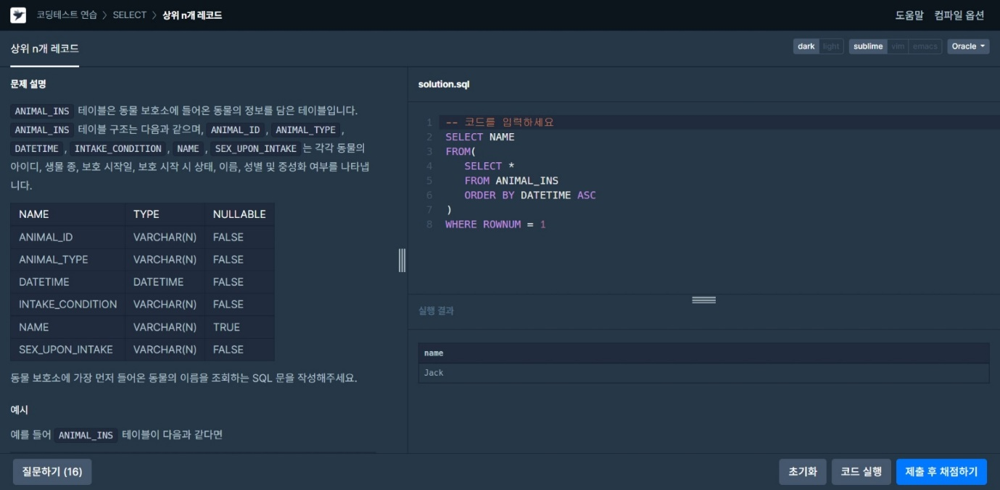 코딩테스트 연습 > SELECT > 상위 n개 레코드
도움말 컴파일 옵션
상위 n개 레코드
dark light sublime vim emacs Oracle
문제 설명
ANIMAL_INS 테이블은 동물 보호소에 들어온 동물의 정보를 담은 테이블입니다.
ANIMAL_INS 테이블 구조는 다음과 같으며, ANIMAL_ID , ANIMAL_TYPE ,
DATETIME , INTAKE_CONDITION , NAME , SEX_UPON_INTAKE 는 각각 동물의
아이디, 생물 종, 보호 시작일, 보호 시작 시 상태, 이름, 성별 및 중성화 여부를 나타냅
니다.
NAME TYPE NULLABLE
ANIMAL_ID VARCHAR(N) FALSE
ANIMAL_TYPE VARCHAR(N) FALSE
DATETIME DATETIME FALSE
INTAKE_CONDITION VARCHAR(N) FALSE
NAME VARCHAR(N) TRUE
SEX_UPON_INTAKE VARCHAR(N) FALSE
동물 보호소에 가장 먼저 들어온 동물의 이름을 조회하는 SQL 문을 작성해주세요.
예시
예를 들어 ANIMAL_INS 테이블이 다음과 같다면
solution.sql
1 -- 코드를 입력하세요
2 SELECT NAME
3 FROM(
4 SELECT *
5 FROM ANIMAL_INS
6 ORDER BY DATETIME ASC
7 )
8 WHERE ROWNUM = 1
실행 결과
name
Jack
질문하기 (16)
초기화 코드 실행 제출 후 채점하기